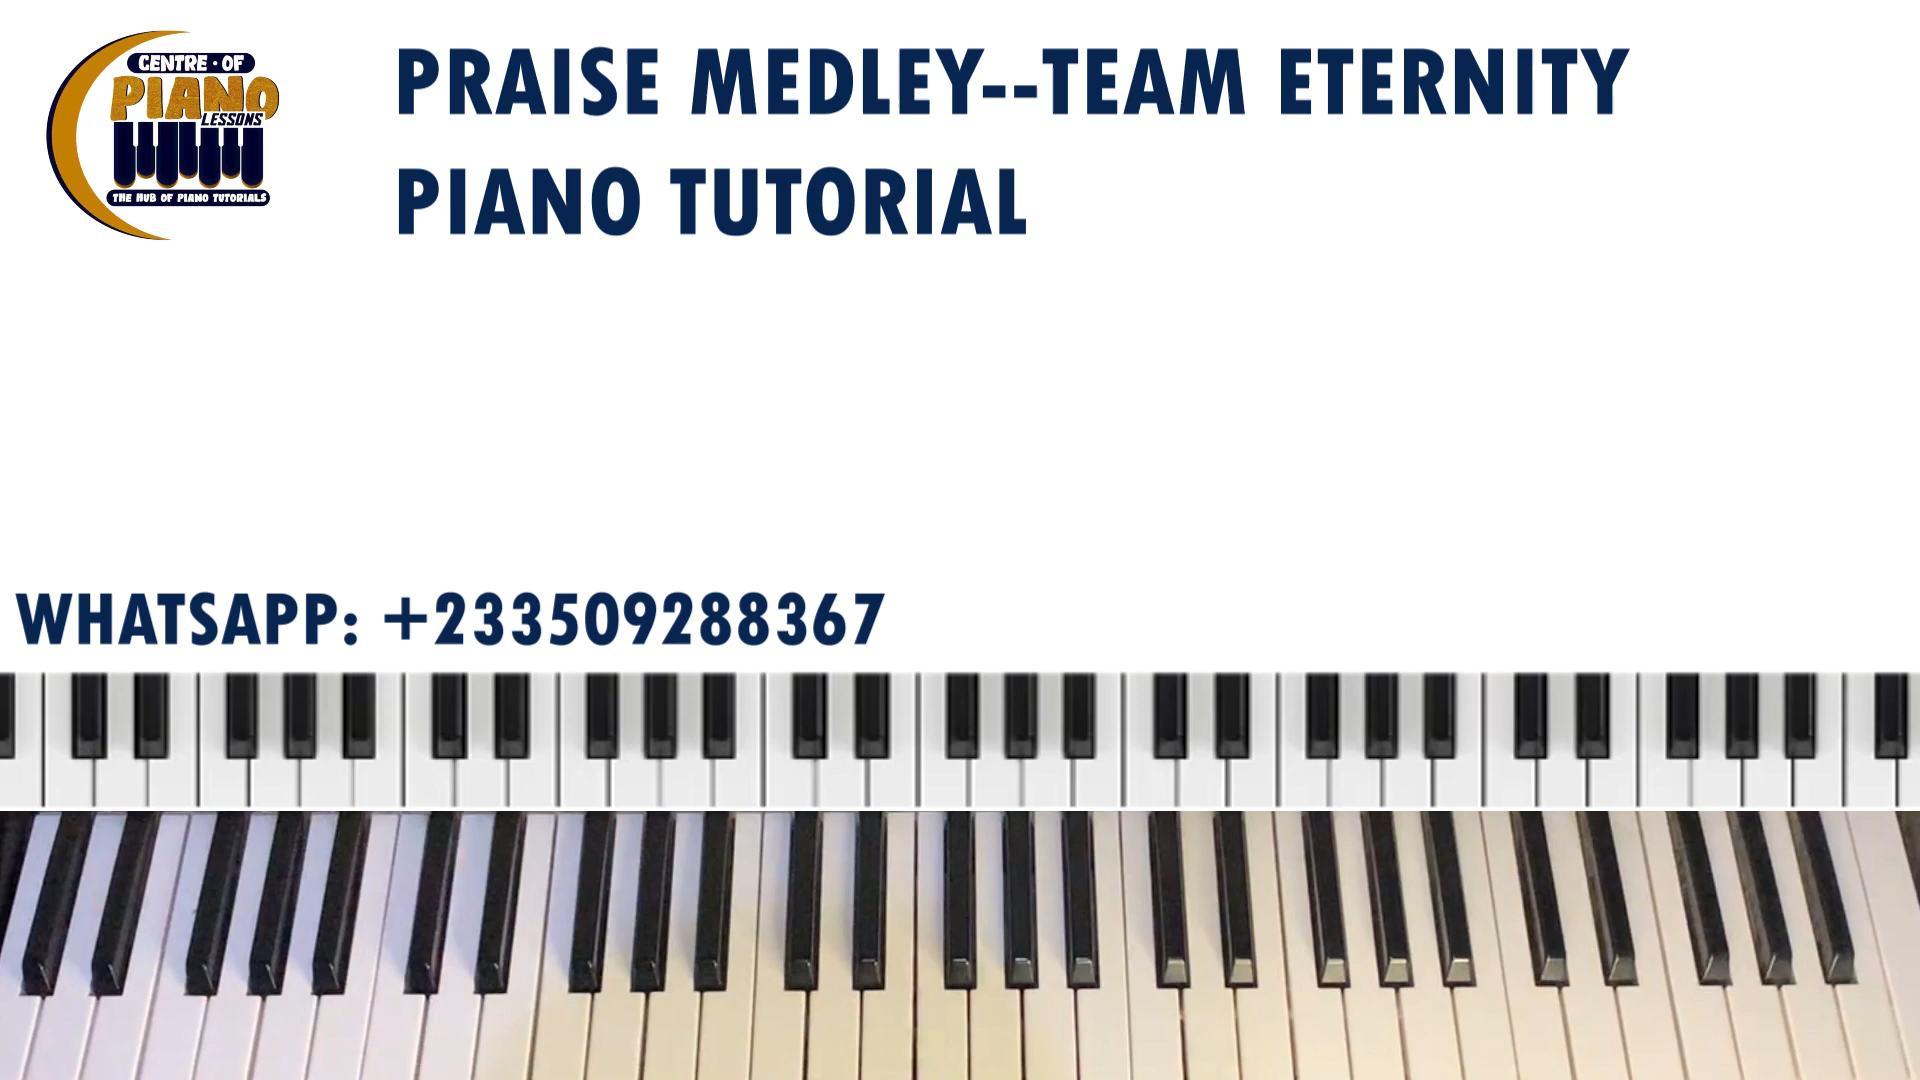 CENTRE · OF
PIANO
LESSONS
THE HUB OF PIANO TUTORIALS
PRAISE MEDLEY--TEAM ETERNITY
PIANO TUTORIAL
WHATSAPP: +233509288367